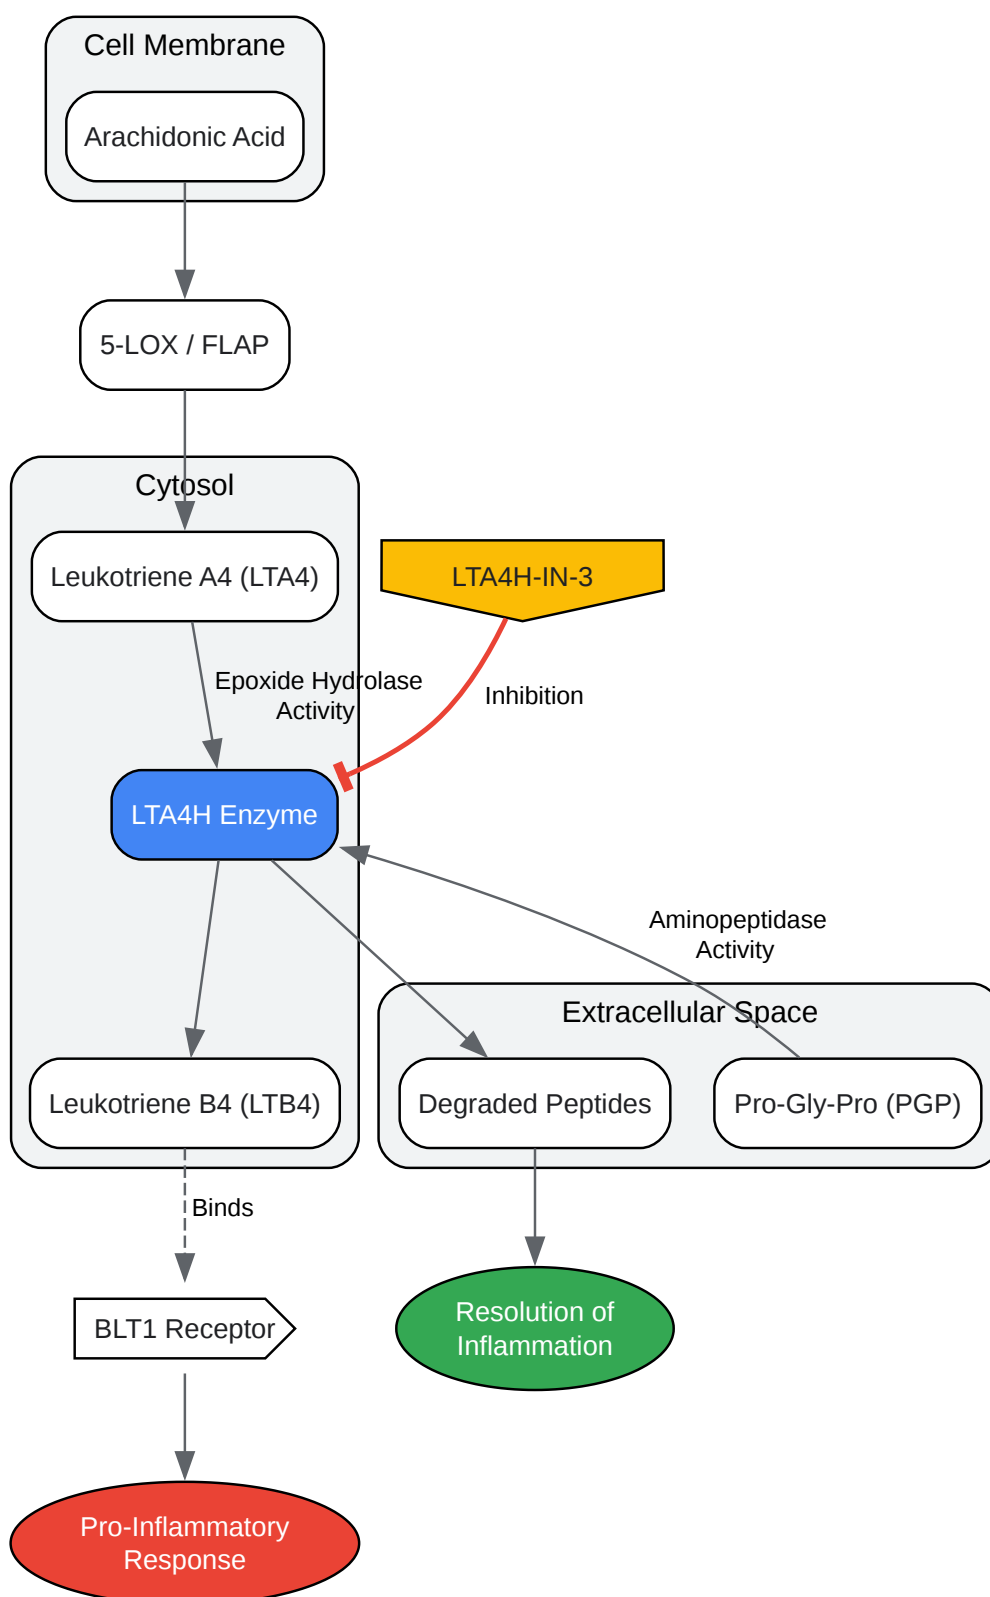 Cell Membrane
Arachidonic Acid
5-LOX / FLAP
Cytosol
Leukotriene A4 (LTA4)
LTA4H-IN-3
Epoxide Hydrolase
Activity
Inhibition
LTA4H Enzyme
Aminopeptidase
Activity
Extracellular Space
Leukotriene B4 (LTB4)
Degraded Peptides
Pro-Gly-Pro (PGP)
Binds
BLT1 Receptor
Resolution of
Inflammation
Pro-Inflammatory
Response